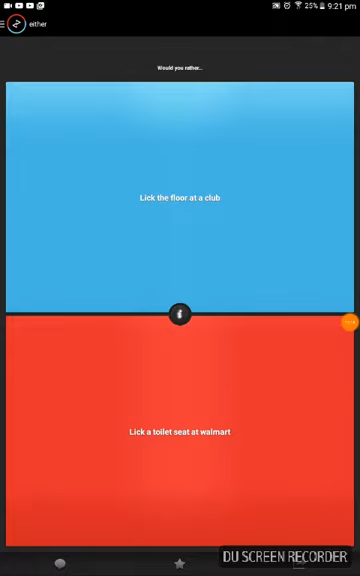 25% 9:21 pm
either
Would you rather...
Lick the floor at a club
Lick a toilet seat at walmart
DU SCREEN RECORDER